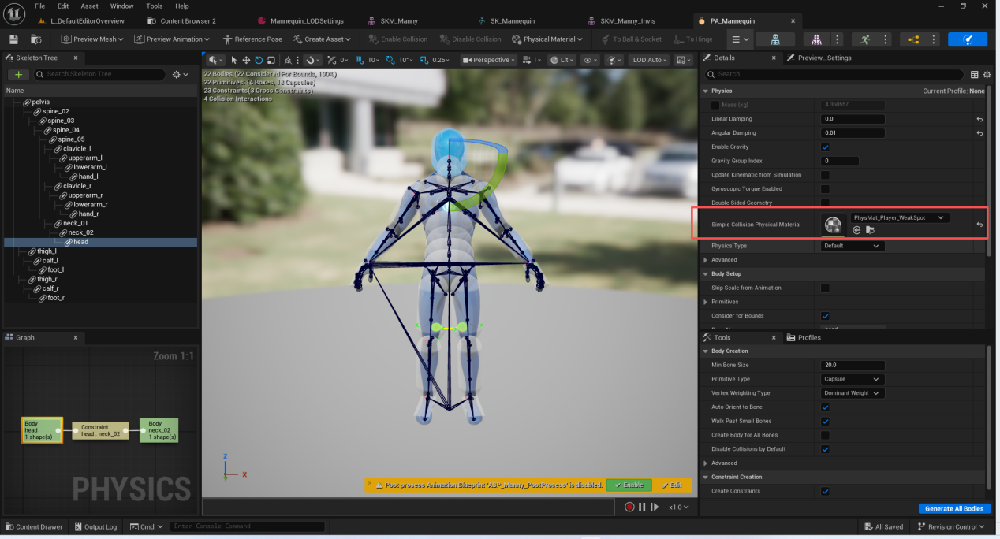 File Edit Asset Window Tools Help
L_DefaultEditorOverview
Content Browser 2
Mannequin_LODSettings
SKM_Manny
SK_Mannequin
SKM_Manny_Invis
PA_Mannequin
Preview Mesh
Preview Animation
Reference Pose
Create Asset
Enable Collision
Disable Collision
Physical Material
To Ball & Socket
To Hinge
Skeleton Tree
Search Skeleton Tree...
Name
pelvis
spine_02
spine_03
spine_04
spine_05
clavicle_l
upperarm_l
lowerarm_l
hand_l
clavicle_r
upperarm_r
lowerarm_r
hand_r
neck_01
neck_02
head
thigh_l
calf_l
foot_l
thigh_r
calf_r
foot_r
Graph
Zoom 1:1
Body
head
1 shape(s)
Constraint
head : neck_02
Body
neck_02
1 shape(s)
PHYSICS
0
10
10°
0.25
Perspective
1
Lit
LOD Auto
22 Bodies (22 Considered For Bounds, 100%)
22 Primitives: (4 Boxes, 18 Capsules)
23 Constraints(3 Cross Constraints)
4 Collision Interactions
Z
X
Y
Post process Animation Blueprint 'ABP_Manny_PostProcess' is disabled.
Enable
Edit
x1.0
Details
Preview...Settings
Search
Physics
Current Profile: None
Mass (kg)
4.360557
Linear Damping
0.0
Angular Damping
0.01
Enable Gravity
Gravity Group Index
0
Update Kinematic from Simulation
Gyroscopic Torque Enabled
Double Sided Geometry
Simple Collision Physical Material
PhysMat_Player_WeakSpot
Physics Type
Default
Advanced
Body Setup
Skip Scale from Animation
Primitives
Consider for Bounds
Tools
Profiles
Body Creation
Min Bone Size
20.0
Primitive Type
Capsule
Vertex Weighting Type
Dominant Weight
Auto Orient to Bone
Walk Past Small Bones
Create Body for All Bones
Disable Collisions by Default
Advanced
Constraint Creation
Create Constraints
Generate All Bodies
Content Drawer
Output Log
Cmd
Enter Console Command
All Saved
Revision Control